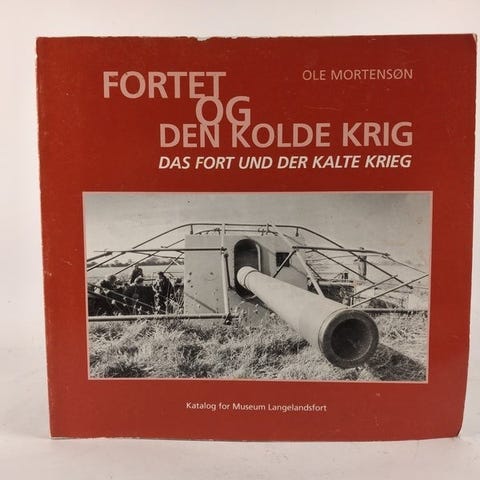 OLE MORTENSØN
FORTET
OG
DEN KOLDE KRIG
DAS FORT UND DER KALTE KRIEG
Katalog for Museum Langelandsfort